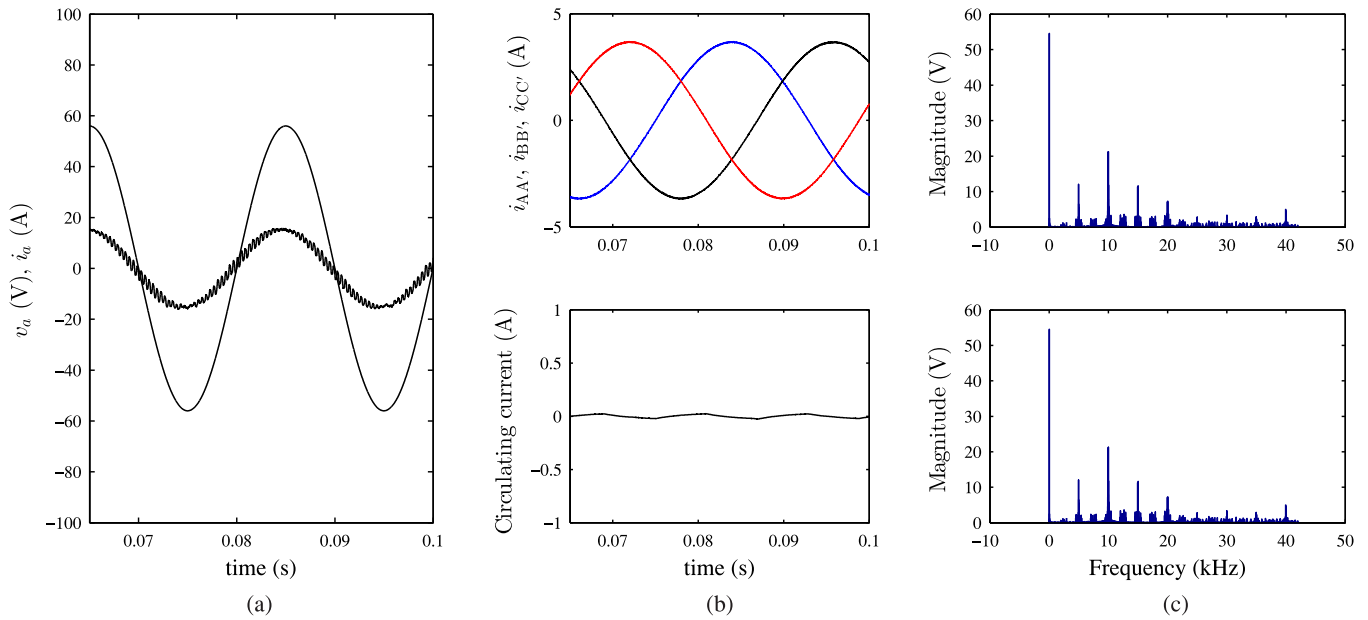 100
80
60
40
20
0
−20
−40
−60
−80
−100
0.07 0.08 0.09 0.1
v_a (V), i_a (A)
time (s)
(a)
5
0
−5
0.07 0.08 0.09 0.1
i_AA′, i_BB′, i_CC′ (A)
1
0.5
0
−0.5
−1
0.07 0.08 0.09 0.1
Circulating current (A)
time (s)
(b)
60
50
40
30
20
10
0
−10 0 10 20 30 40 50
Magnitude (V)
60
50
40
30
20
10
0
−10 0 10 20 30 40 50
Magnitude (V)
Frequency (kHz)
(c)